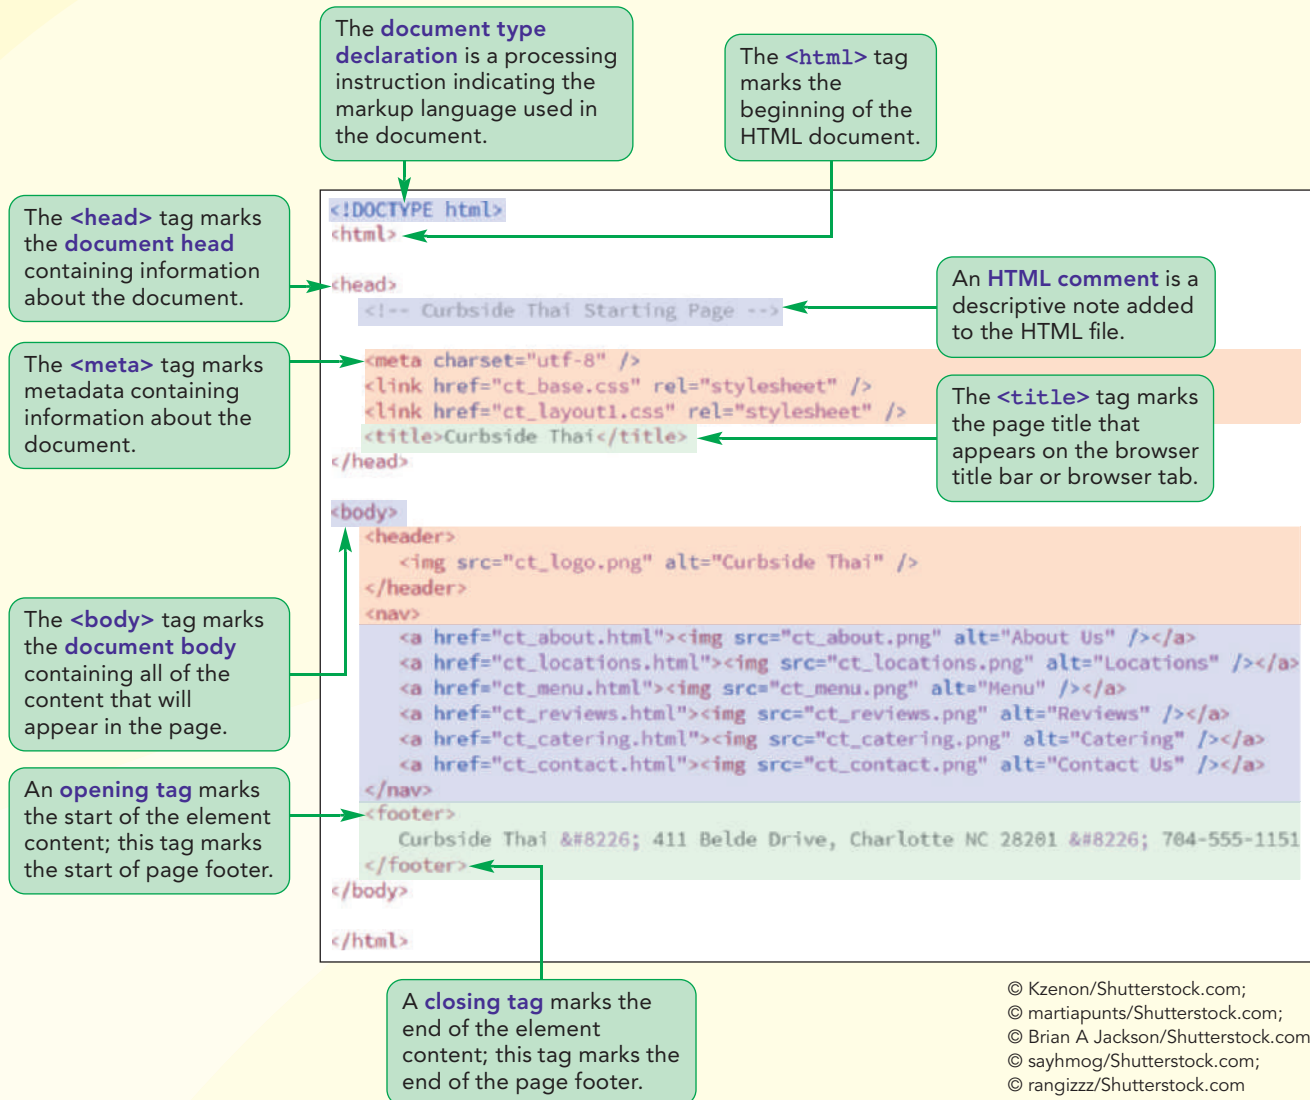 The document type
declaration is a processing
instruction indicating the
markup language used in
the document.
The <html> tag
marks the
beginning of the
HTML document.
The <head> tag marks
the document head
containing information
about the document.
The <meta> tag marks
metadata containing
information about the
document.
The <body> tag marks
the document body
containing all of the
content that will
appear in the page.
An opening tag marks
the start of the element
content; this tag marks
the start of page footer.
<!DOCTYPE html>
<html>
<head>
<!-- Curbside Thai Starting Page -->
<meta charset="utf-8" />
<link href="ct_base.css" rel="stylesheet" />
<link href="ct_layout1.css" rel="stylesheet" />
<title>Curbside Thai</title>
</head>
<body>
<header>
<img src="ct_logo.png" alt="Curbside Thai" />
</header>
<nav>
<a href="ct_about.html"><img src="ct_about.png" alt="About Us" /></a>
<a href="ct_locations.html"><img src="ct_locations.png" alt="Locations" /></a>
<a href="ct_menu.html"><img src="ct_menu.png" alt="Menu" /></a>
<a href="ct_reviews.html"><img src="ct_reviews.png" alt="Reviews" /></a>
<a href="ct_catering.html"><img src="ct_catering.png" alt="Catering" /></a>
<a href="ct_contact.html"><img src="ct_contact.png" alt="Contact Us" /></a>
</nav>
<footer>
Curbside Thai &#8226; 411 Belde Drive, Charlotte NC 28201 &#8226; 704-555-1151
</footer>
</body>
</html>
An HTML comment is a
descriptive note added
to the HTML file.
The <title> tag marks
the page title that
appears on the browser
title bar or browser tab.
A closing tag marks the
end of the element
content; this tag marks the
end of the page footer.
© Kzenon/Shutterstock.com;
© martiapunts/Shutterstock.com;
© Brian A Jackson/Shutterstock.com
© sayhmog/Shutterstock.com;
© rangizzz/Shutterstock.com